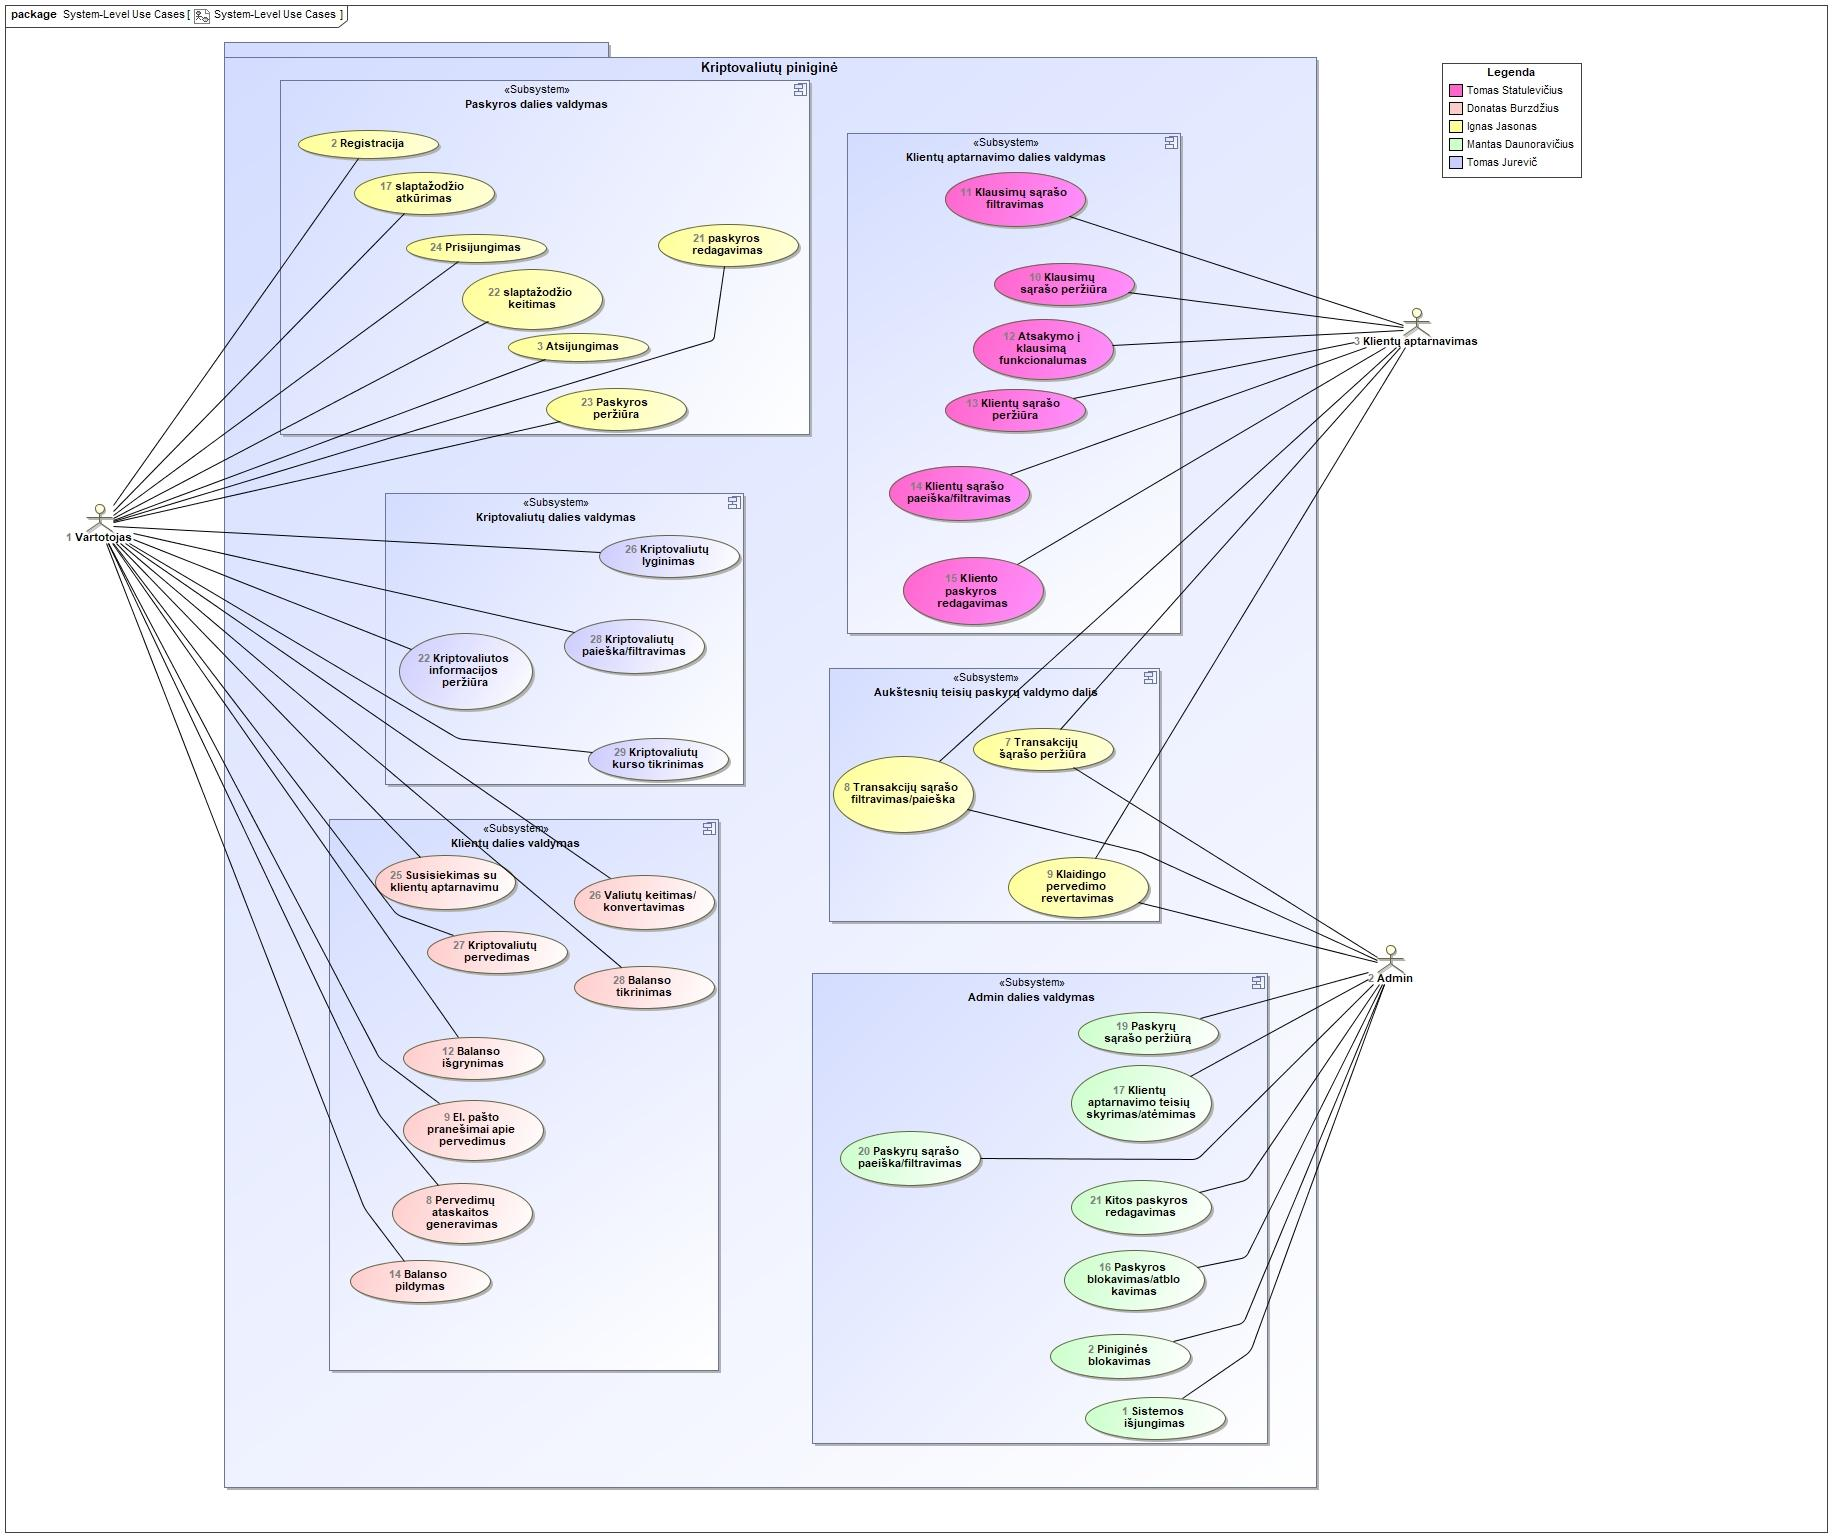 package System-Level Use Cases [ System-Level Use Cases ]
Kriptovaliutų piniginė
«Subsystem»
Paskyros dalies valdymas
2 Registracija
17 slaptažodžio
atkūrimas
24 Prisijungimas
21 paskyros
redagavimas
22 slaptažodžio
keitimas
3 Atsijungimas
23 Paskyros
peržiūra
«Subsystem»
Klientų aptarnavimo dalies valdymas
11 Klausimų sąrašo
filtravimas
10 Klausimų
sąrašo peržiūra
12 Atsakymo į
klausimą
funkcionalumas
13 Klientų sąrašo
peržiūra
14 Klientų sąrašo
paeiška/filtravimas
15 Kliento
paskyros
redagavimas
Legenda
Tomas Statulevičius
Donatas Burzdžius
Ignas Jasonas
Mantas Daunoravičius
Tomas Jurevič
3 Klientų aptarnavimas
1 Vartotojas
«Subsystem»
Kriptovaliutų dalies valdymas
26 Kriptovaliutų
lyginimas
28 Kriptovaliutų
paieška/filtravimas
22 Kriptovaliutos
informacijos
peržiūra
29 Kriptovaliutų
kurso tikrinimas
«Subsystem»
Aukštesnių teisių paskyrų valdymo dalis
7 Transakcijų
šąrašo peržiūra
8 Transakcijų sąrašo
filtravimas/paieška
9 Klaidingo
pervedimo
revertavimas
«Subsystem»
Klientų dalies valdymas
25 Susisiekimas su
klientų aptarnavimu
26 Valiutų keitimas/
konvertavimas
27 Kriptovaliutų
pervedimas
28 Balanso
tikrinimas
12 Balanso
išgrynimas
9 El. pašto
pranešimai apie
pervedimus
8 Pervedimų
ataskaitos
generavimas
14 Balanso
pildymas
2 Admin
«Subsystem»
Admin dalies valdymas
19 Paskyrų
sąrašo peržiūrą
17 Klientų
aptarnavimo teisių
skyrimas/atėmimas
20 Paskyrų sąrašo
paeiška/filtravimas
21 Kitos paskyros
redagavimas
16 Paskyros
blokavimas/atblo
kavimas
2 Piniginės
blokavimas
1 Sistemos
išjungimas